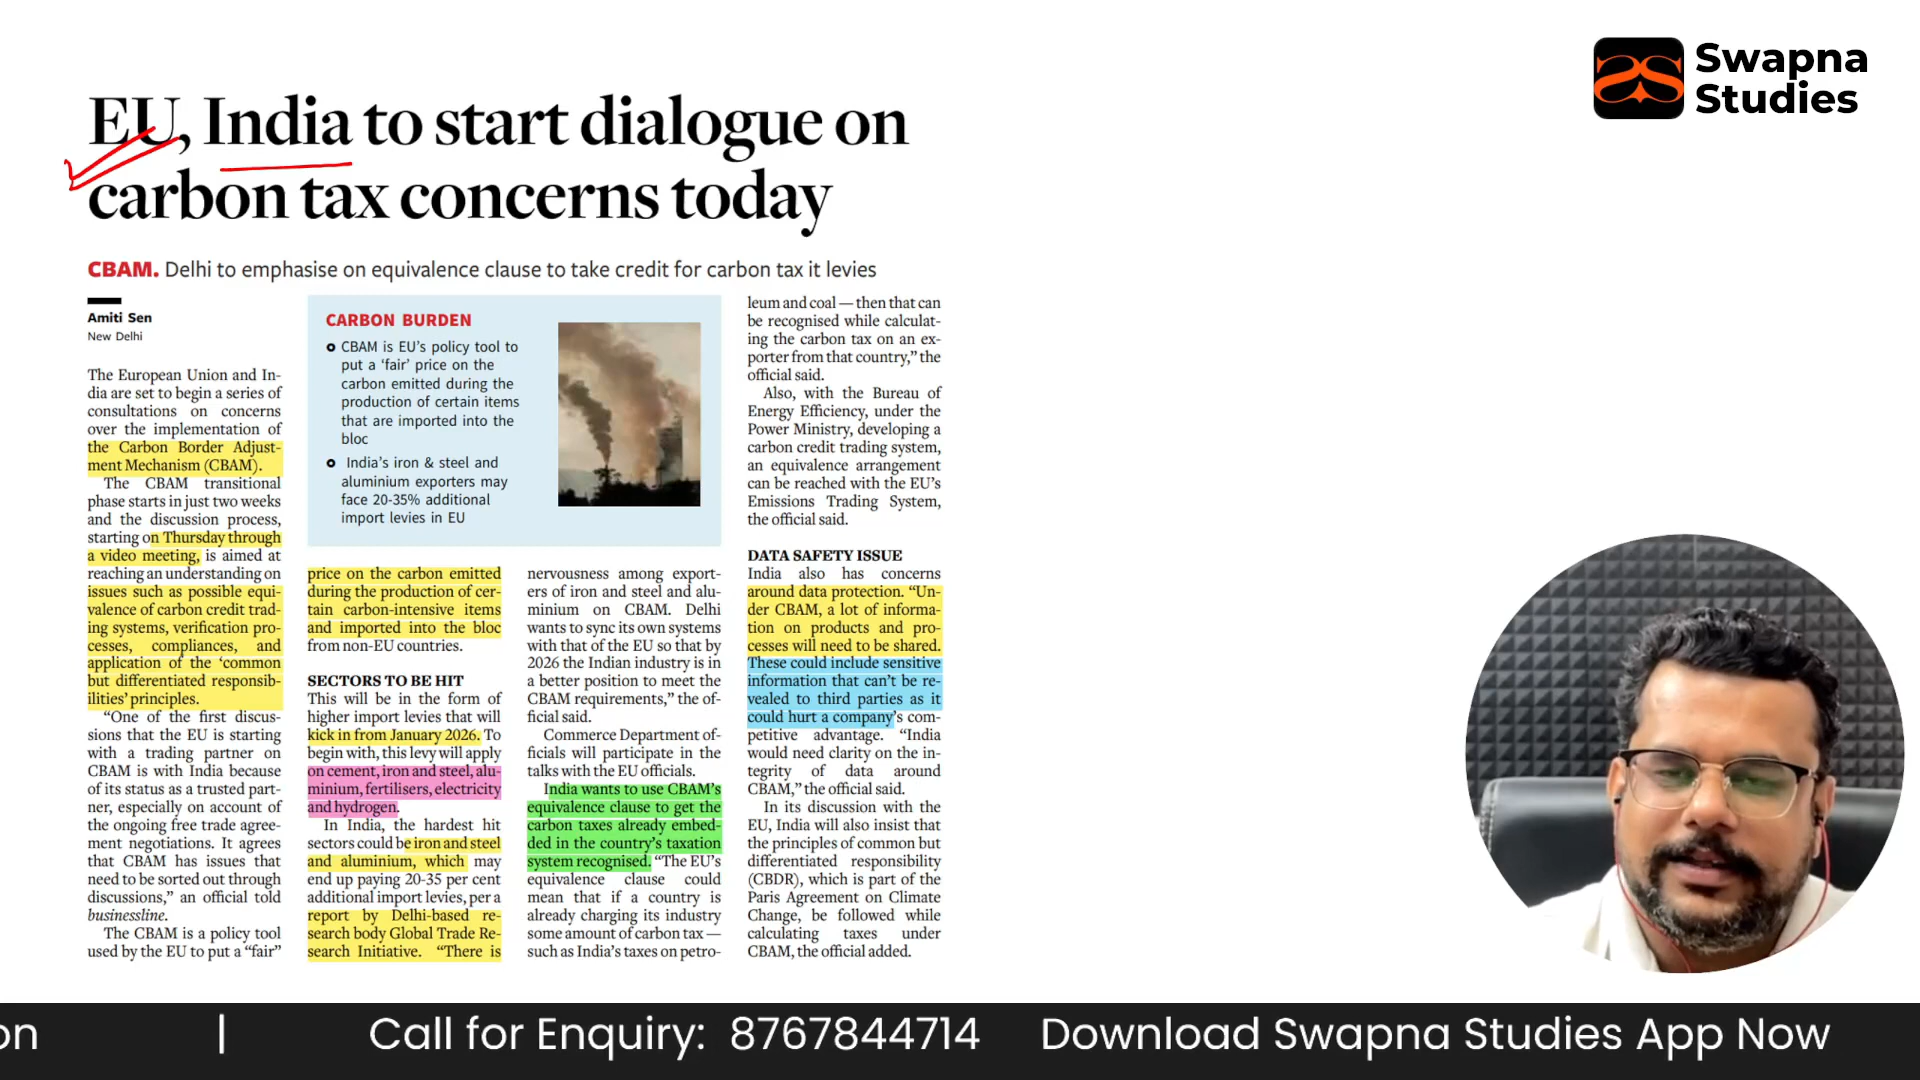 Swapna
Studies
EU, India to start dialogue on
carbon tax concerns today
CBAM. Delhi to emphasise on equivalence clause to take credit for carbon tax it levies
Amiti Sen
New Delhi
The European Union and In-
dia are set to begin a series of
consultations on concerns
over the implementation of
the Carbon Border Adjust-
ment Mechanism (CBAM).
The CBAM transitional
phase starts in just two weeks
and the discussion process,
starting on Thursday through
a video meeting, is aimed at
reaching an understanding on
issues such as possible equi-
valence of carbon credit trad-
ing systems, verification pro-
cesses, compliances, and
application of the ‘common
but differentiated responsib-
ilities’ principles.
“One of the first discus-
sions that the EU is starting
with a trading partner on
CBAM is with India because
of its status as a trusted part-
ner, especially on account of
the ongoing free trade agree-
ment negotiations. It agrees
that CBAM has issues that
need to be sorted out through
discussions,” an official told
businessline.
The CBAM is a policy tool
used by the EU to put a “fair”
CARBON BURDEN
CBAM is EU’s policy tool to
put a ‘fair’ price on the
carbon emitted during the
production of certain items
that are imported into the
bloc
India’s iron & steel and
aluminium exporters may
face 20-35% additional
import levies in EU
price on the carbon emitted
during the production of cer-
tain carbon-intensive items
and imported into the bloc
from non-EU countries.
SECTORS TO BE HIT
This will be in the form of
higher import levies that will
kick in from January 2026. To
begin with, this levy will apply
on cement, iron and steel, alu-
minium, fertilisers, electricity
and hydrogen.
In India, the hardest hit
sectors could be iron and steel
and aluminium, which may
end up paying 20-35 per cent
additional import levies, per a
report by Delhi-based re-
search body Global Trade Re-
search Initiative. “There is
nervousness among export-
ers of iron and steel and alu-
minium on CBAM. Delhi
wants to sync its own systems
with that of the EU so that by
2026 the Indian industry is in
a better position to meet the
CBAM requirements,” the of-
ficial said.
Commerce Department of-
ficials will participate in the
talks with the EU officials.
India wants to use CBAM’s
equivalence clause to get the
carbon taxes already embed-
ded in the country’s taxation
system recognised. “The EU’s
equivalence clause could
mean that if a country is
already charging its industry
some amount of carbon tax —
such as India’s taxes on petro-
leum and coal — then that can
be recognised while calculat-
ing the carbon tax on an ex-
porter from that country,” the
official said.
Also, with the Bureau of
Energy Efficiency, under the
Power Ministry, developing a
carbon credit trading system,
an equivalence arrangement
can be reached with the EU’s
Emissions Trading System,
the official said.
DATA SAFETY ISSUE
India also has concerns
around data protection. “Un-
der CBAM, a lot of informa-
tion on products and pro-
cesses will need to be shared.
These could include sensitive
information that can’t be re-
vealed to third parties as it
could hurt a company’s com-
petitive advantage. “India
would need clarity on the in-
tegrity of data around
CBAM,” the official said.
In its discussion with the
EU, India will also insist that
the principles of common but
differentiated responsibility
(CBDR), which is part of the
Paris Agreement on Climate
Change, be followed while
calculating taxes under
CBAM, the official added.
on | Call for Enquiry: 8767844714 Download Swapna Studies App Now